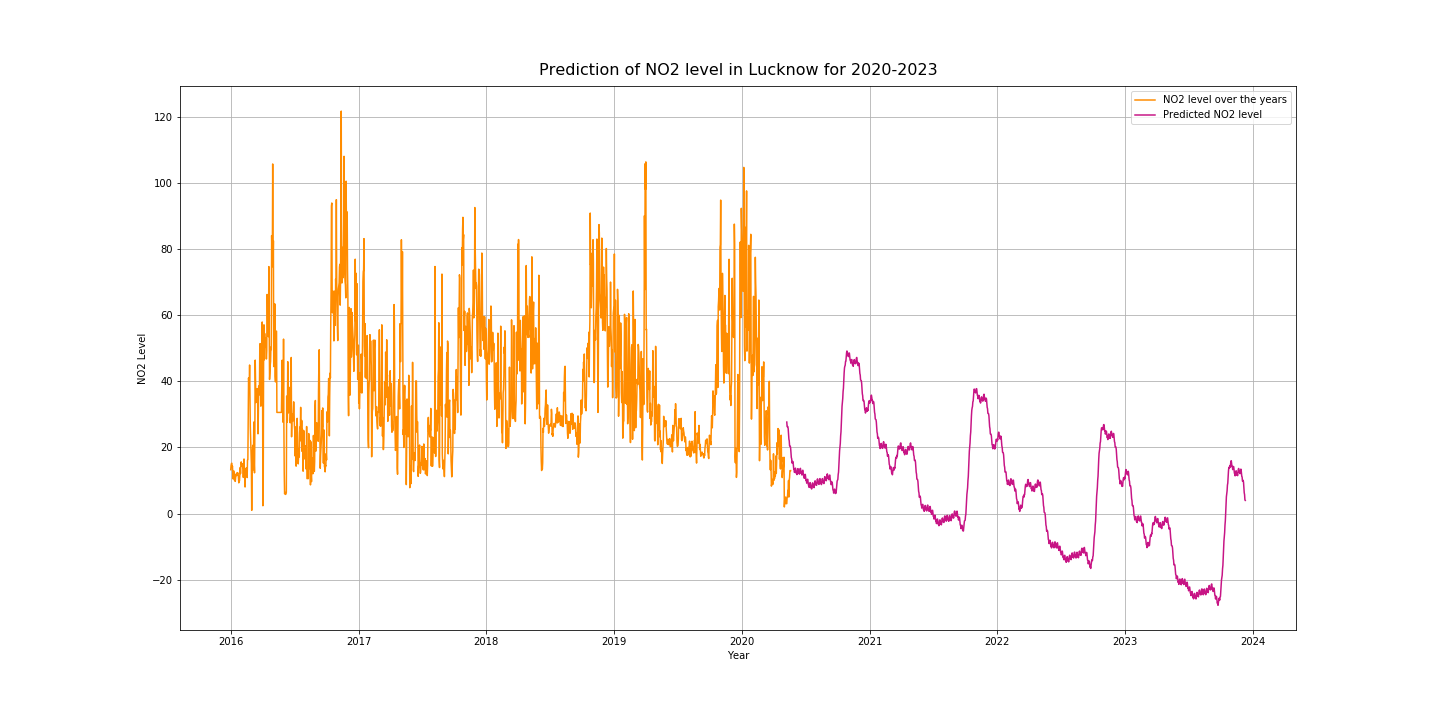 Prediction of NO2 level in Lucknow for 2020-2023
NO2 level over the years
Predicted NO2 level
120
100
80
60
40
20
0
−20
NO2 Level
2016 2017 2018 2019 2020 2021 2022 2023 2024
Year